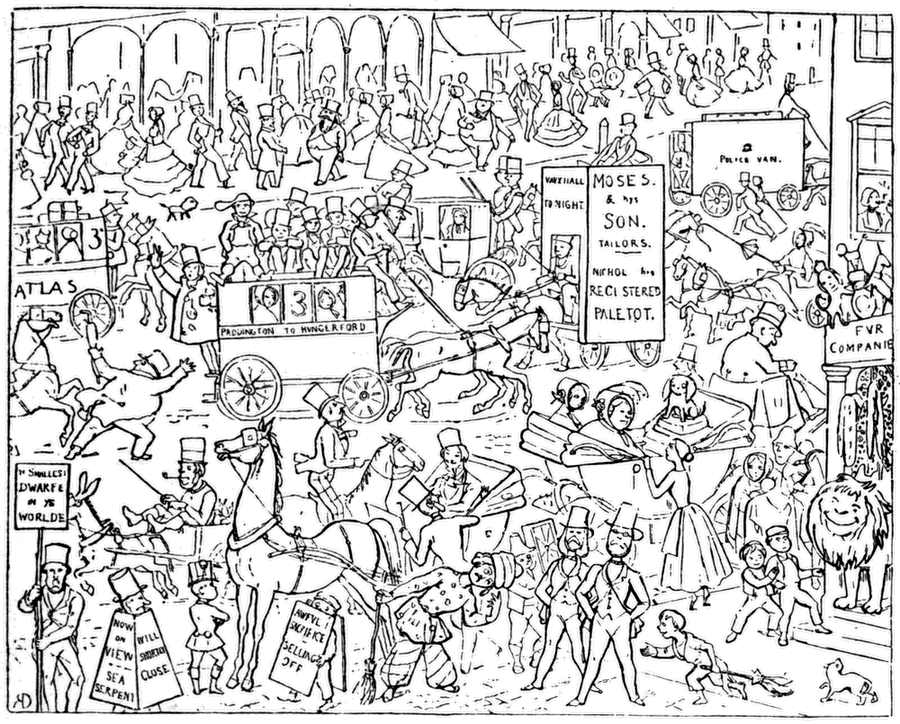 POLICE VAN.
VAUXHALL
TO NIGHT
MOSES.
& his
SON.
TAILORS.
NICHOL his
REGISTERED
PALETOT.
3
ATLAS
3
PADDINGTON TO HUNGERFORD
FUR
COMPANIE
Yᵉ SMALLEST
DWARFE
IN Yᵉ
WORLDE
NOW
ON
VIEW
SEA
SERPENT
WILL
SHORTLY
CLOSE
AWFUL
SACRIFICE
SELLING
OFF
RD